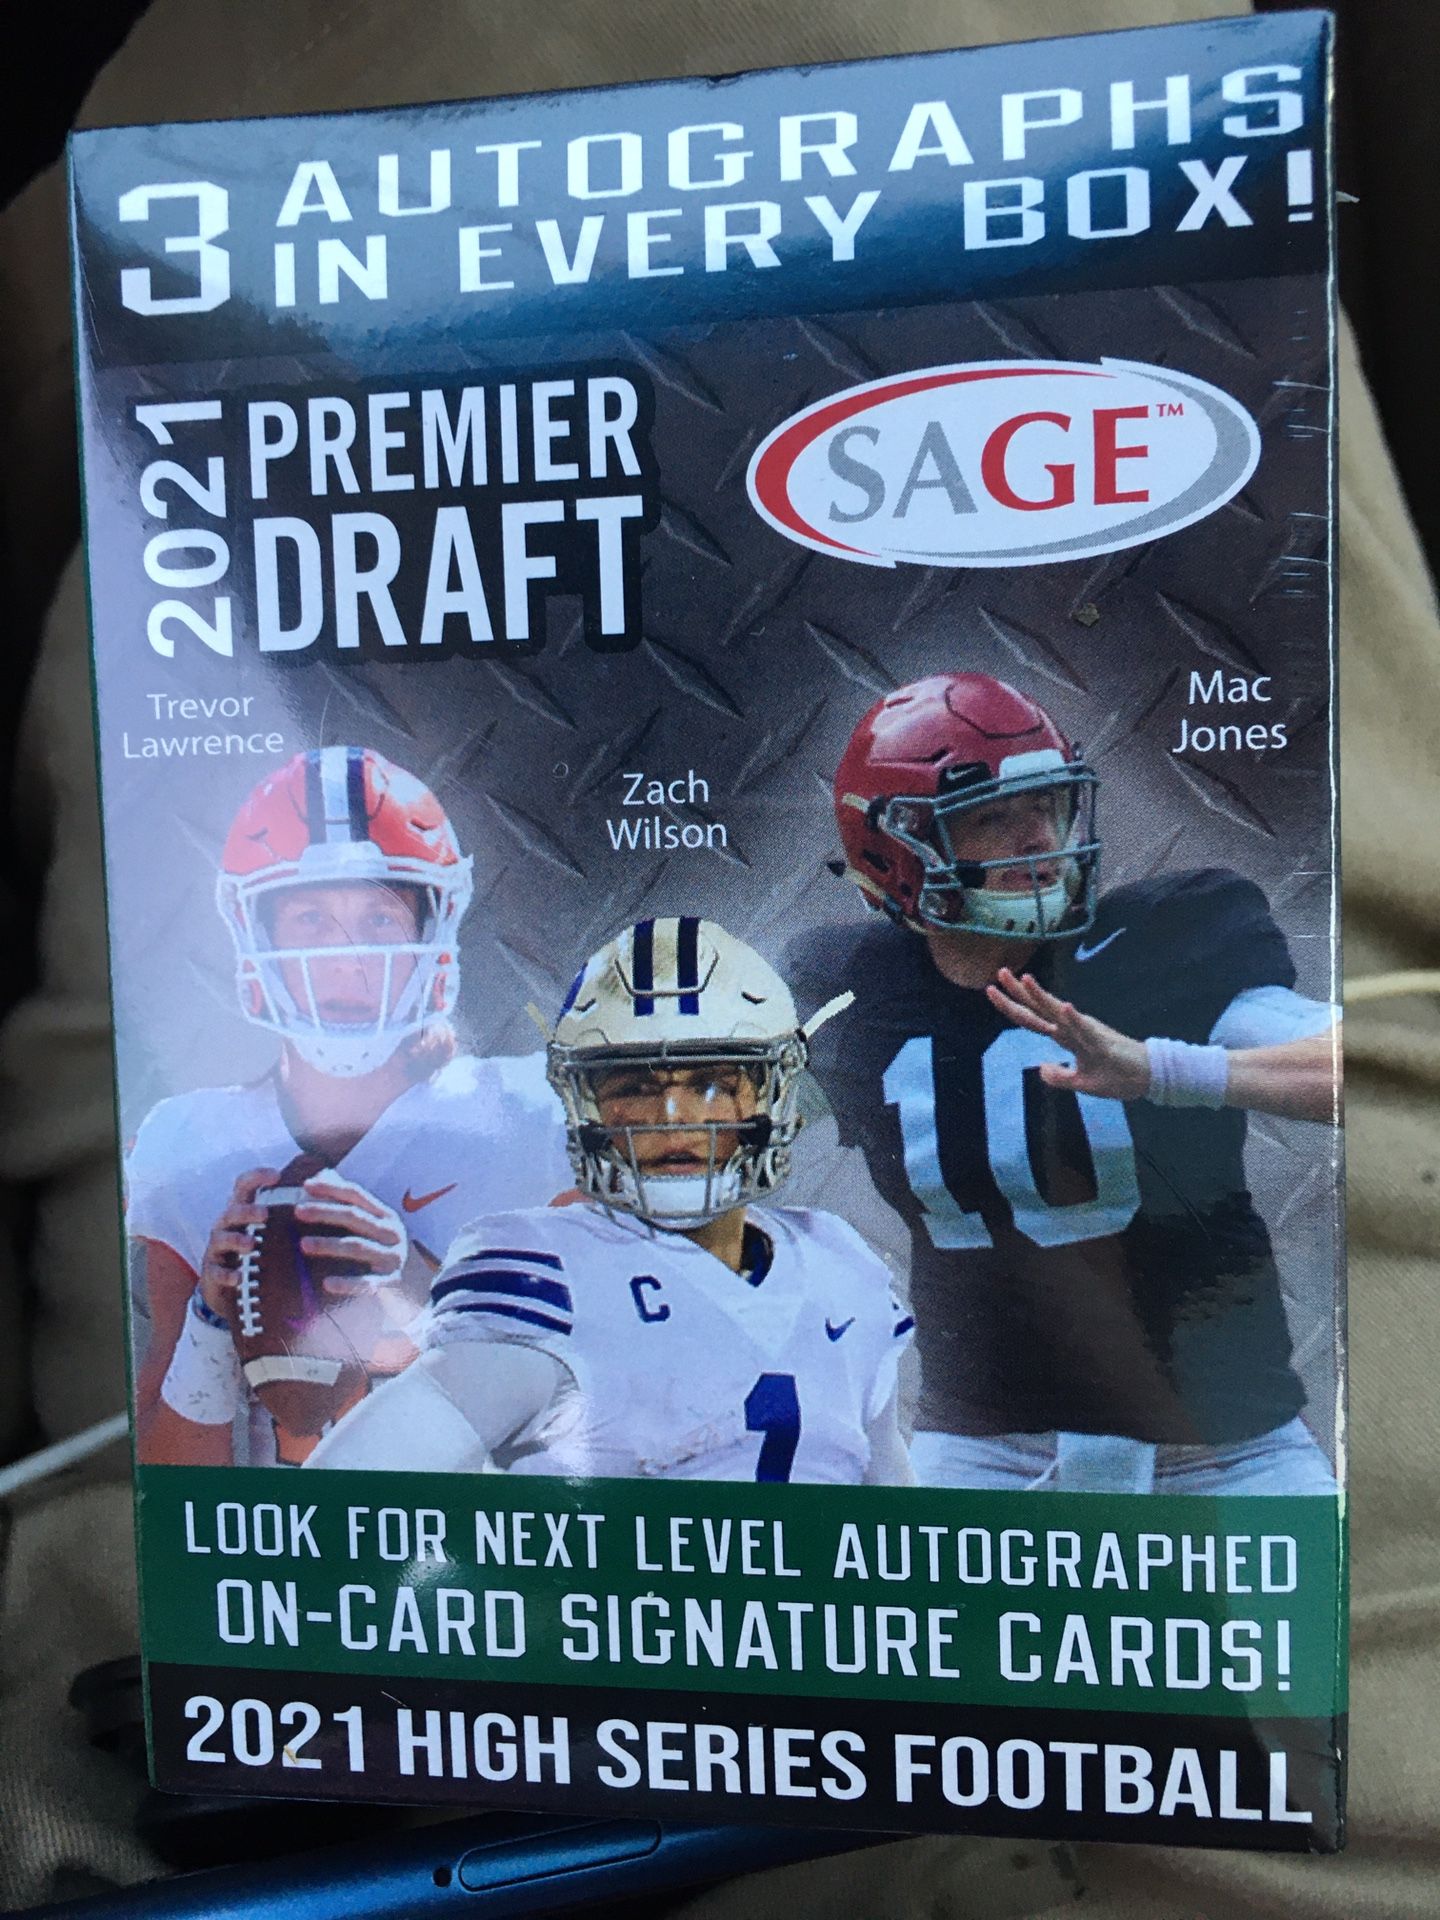 3 AUTOGRAPHS
IN EVERY BOX!
2021 PREMIER
DRAFT
SAGE™
Trevor
Lawrence
Zach
Wilson
Mac
Jones
C
1
10
LOOK FOR NEXT LEVEL AUTOGRAPHED
ON-CARD SIGNATURE CARDS!
2021 HIGH SERIES FOOTBALL